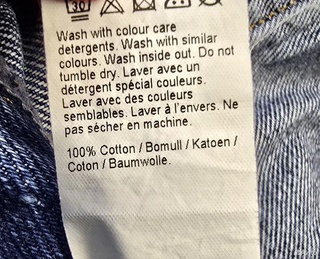 30
Wash with colour care
detergents. Wash with similar
colours. Wash inside out. Do not
tumble dry. Laver avec un
détergent spécial couleurs.
Laver avec des couleurs
semblables. Laver à l'envers. Ne
pas sécher en machine.
100% Cotton / Bomull / Katoen /
Coton / Baumwolle.